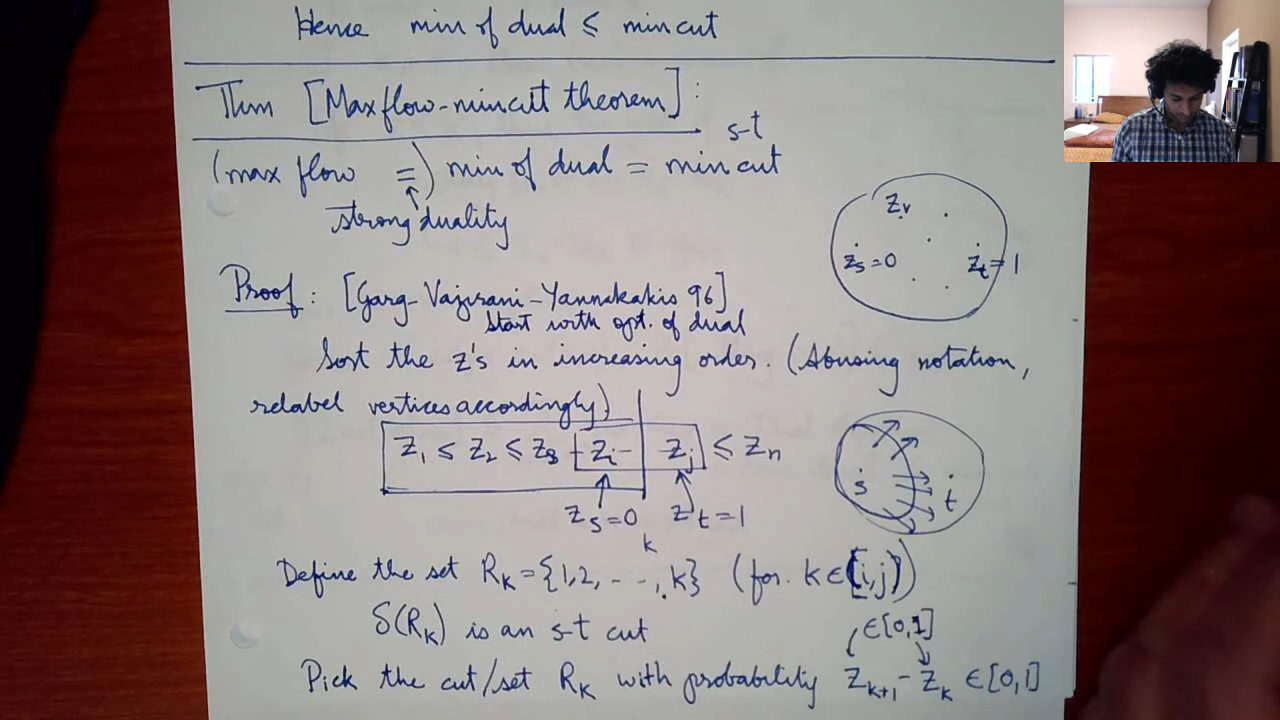 Hence min of dual ≤ min cut
Thm [Maxflow-mincut theorem]:
s-t
(max flow =) min of dual = min cut
strong duality
Zv
Zs=0 Zt=1
Proof: [Garg-Vazirani-Yannakakis 96]
start with opt. of dual
Sort the z's in increasing order. (Abusing notation,
relabel vertices accordingly)
Z1 ≤ Z2 ≤ Z3 - Zi - Zj ≤ Zn
s t
Zs=0 Zt=1
k
Define the set Rk = {1,2, - - -, k} (for k ∈ [i,j))
δ(Rk) is an s-t cut
∈[0,1]
Pick the cut/set Rk with probability Zk+1 - Zk ∈ [0,1]